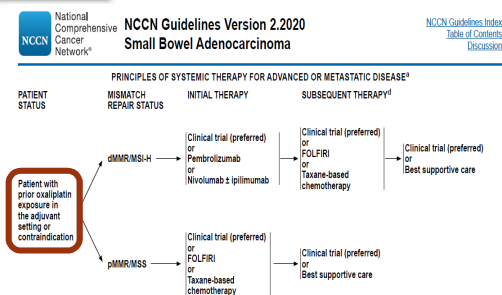 National
Comprehensive
Cancer
Network®
NCCN
NCCN Guidelines Version 2.2020
Small Bowel Adenocarcinoma
NCCN Guidelines Index
Table of Contents
Discussion
PRINCIPLES OF SYSTEMIC THERAPY FOR ADVANCED OR METASTATIC DISEASEa
PATIENT
STATUS
MISMATCH
REPAIR STATUS
INITIAL THERAPY
SUBSEQUENT THERAPYd
Patient with
prior oxaliplatin
exposure in
the adjuvant
setting or
contraindication
dMMR/MSI-H
Clinical trial (preferred)
or
Pembrolizumab
or
Nivolumab ± ipilimumab
Clinical trial (preferred)
or
FOLFIRI
or
Taxane-based
chemotherapy
Clinical trial (preferred)
or
Best supportive care
pMMR/MSS
Clinical trial (preferred)
or
FOLFIRI
or
Taxane-based
chemotherapy
Clinical trial (preferred)
or
Best supportive care